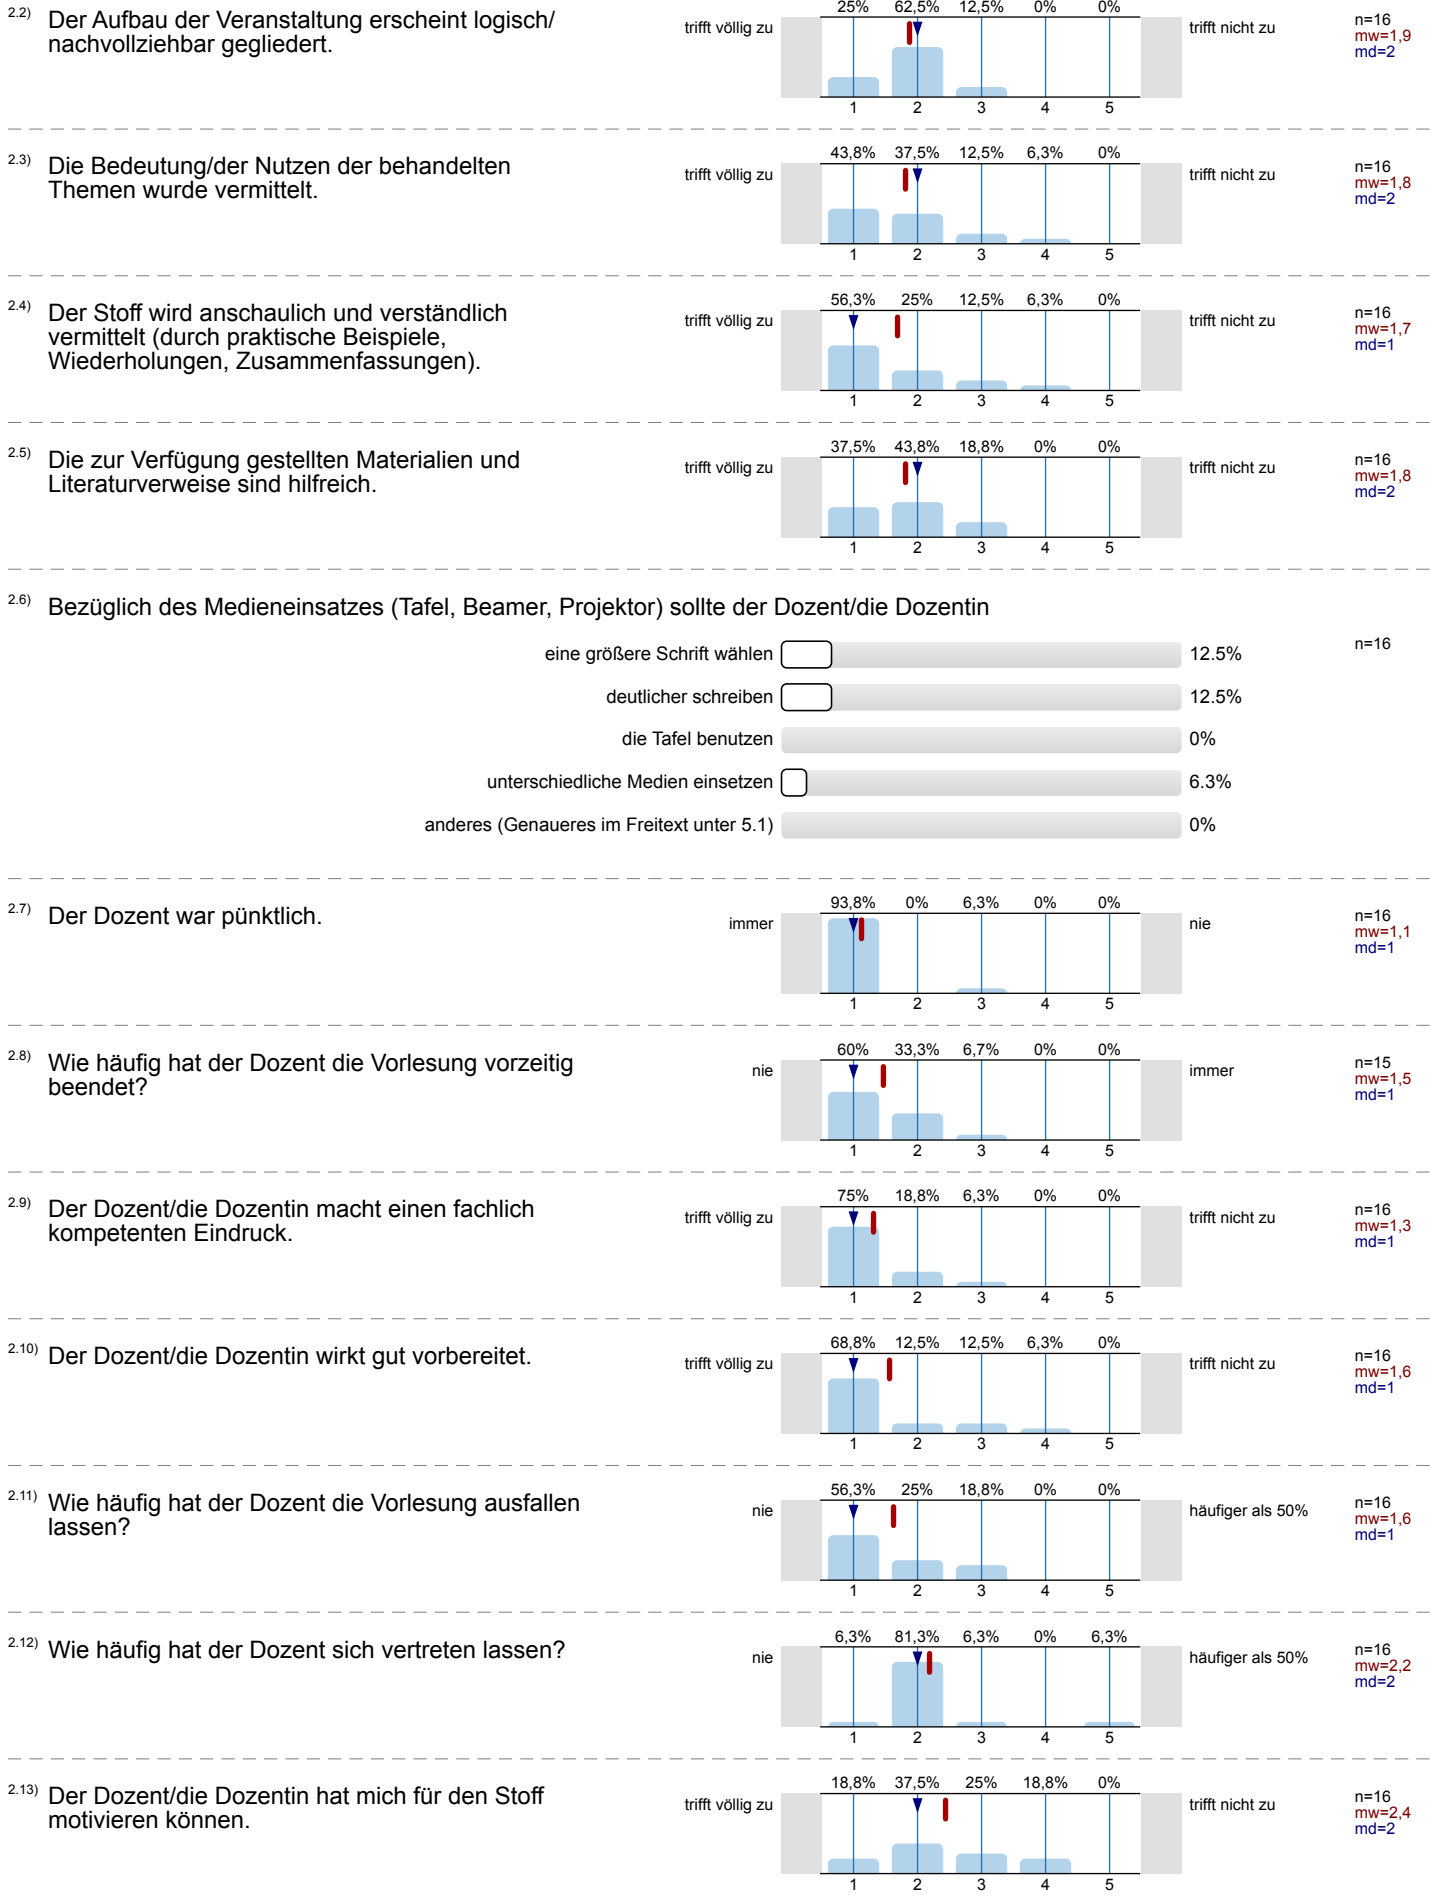 2.2) Der Aufbau der Veranstaltung erscheint logisch/
nachvollziehbar gegliedert.
trifft völlig zu
25% 62,5% 12,5% 0% 0%
1 2 3 4 5
trifft nicht zu
n=16
mw=1,9
md=2
2.3) Die Bedeutung/der Nutzen der behandelten
Themen wurde vermittelt.
trifft völlig zu
43,8% 37,5% 12,5% 6,3% 0%
1 2 3 4 5
trifft nicht zu
n=16
mw=1,8
md=2
2.4) Der Stoff wird anschaulich und verständlich
vermittelt (durch praktische Beispiele,
Wiederholungen, Zusammenfassungen).
trifft völlig zu
56,3% 25% 12,5% 6,3% 0%
1 2 3 4 5
trifft nicht zu
n=16
mw=1,7
md=1
2.5) Die zur Verfügung gestellten Materialien und
Literaturverweise sind hilfreich.
trifft völlig zu
37,5% 43,8% 18,8% 0% 0%
1 2 3 4 5
trifft nicht zu
n=16
mw=1,8
md=2
2.6) Bezüglich des Medieneinsatzes (Tafel, Beamer, Projektor) sollte der Dozent/die Dozentin
eine größere Schrift wählen 12.5%
n=16
deutlicher schreiben 12.5%
die Tafel benutzen 0%
unterschiedliche Medien einsetzen 6.3%
anderes (Genaueres im Freitext unter 5.1) 0%
2.7) Der Dozent war pünktlich.
immer
93,8% 0% 6,3% 0% 0%
1 2 3 4 5
nie
n=16
mw=1,1
md=1
2.8) Wie häufig hat der Dozent die Vorlesung vorzeitig
beendet?
nie
60% 33,3% 6,7% 0% 0%
1 2 3 4 5
immer
n=15
mw=1,5
md=1
2.9) Der Dozent/die Dozentin macht einen fachlich
kompetenten Eindruck.
trifft völlig zu
75% 18,8% 6,3% 0% 0%
1 2 3 4 5
trifft nicht zu
n=16
mw=1,3
md=1
2.10) Der Dozent/die Dozentin wirkt gut vorbereitet.
trifft völlig zu
68,8% 12,5% 12,5% 6,3% 0%
1 2 3 4 5
trifft nicht zu
n=16
mw=1,6
md=1
2.11) Wie häufig hat der Dozent die Vorlesung ausfallen
lassen?
nie
56,3% 25% 18,8% 0% 0%
1 2 3 4 5
häufiger als 50%
n=16
mw=1,6
md=1
2.12) Wie häufig hat der Dozent sich vertreten lassen?
nie
6,3% 81,3% 6,3% 0% 6,3%
1 2 3 4 5
häufiger als 50%
n=16
mw=2,2
md=2
2.13) Der Dozent/die Dozentin hat mich für den Stoff
motivieren können.
trifft völlig zu
18,8% 37,5% 25% 18,8% 0%
1 2 3 4 5
trifft nicht zu
n=16
mw=2,4
md=2